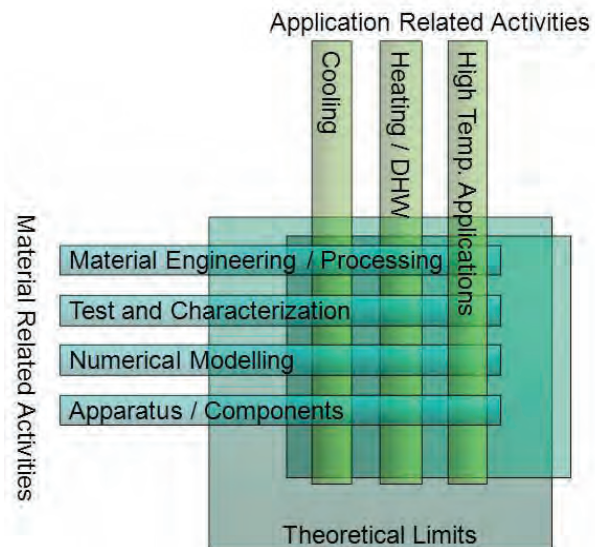 Application Related Activities
Cooling
Heating / DHW
High Temp. Applications
Material Related Activities
Material Engineering / Processing
Test and Characterization
Numerical Modelling
Apparatus / Components
Theoretical Limits